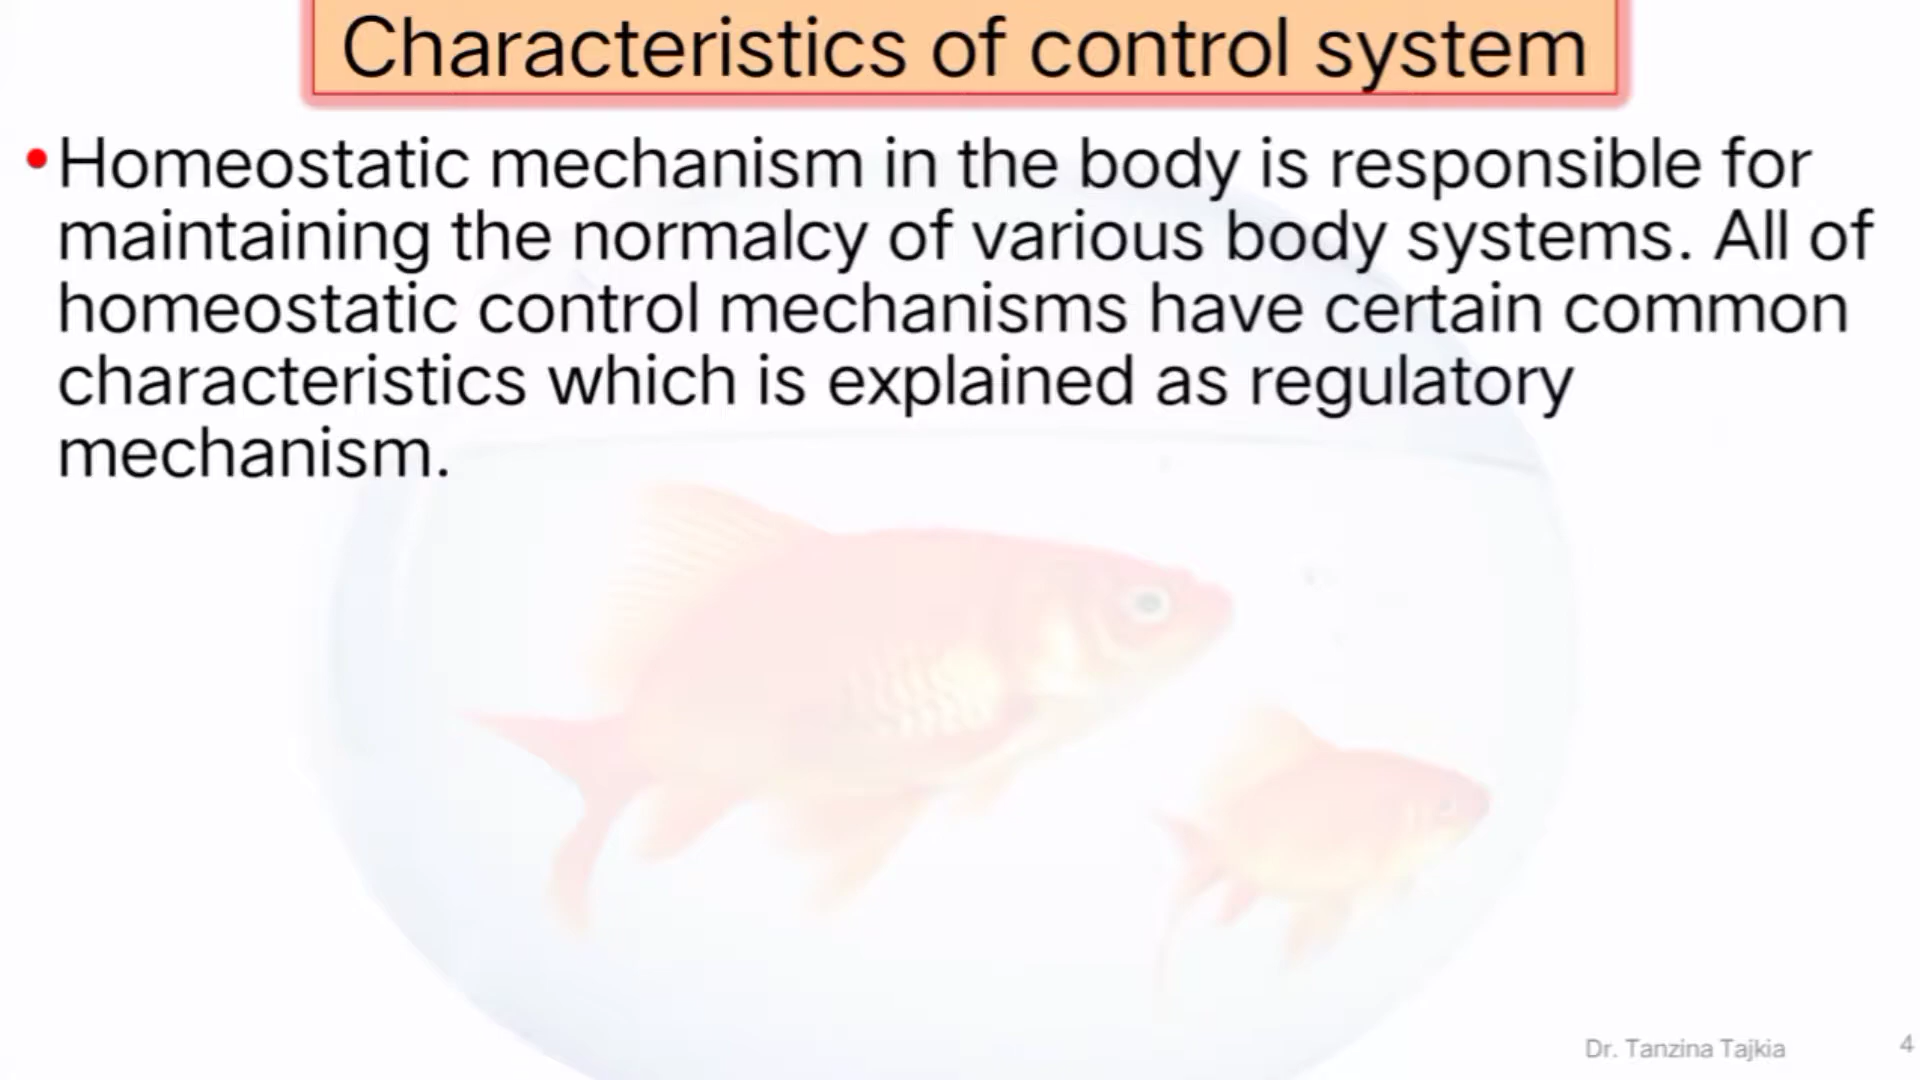 Characteristics of control system
•Homeostatic mechanism in the body is responsible for
maintaining the normalcy of various body systems. All of
homeostatic control mechanisms have certain common
characteristics which is explained as regulatory
mechanism.
Dr. Tanzina Tajkia
4